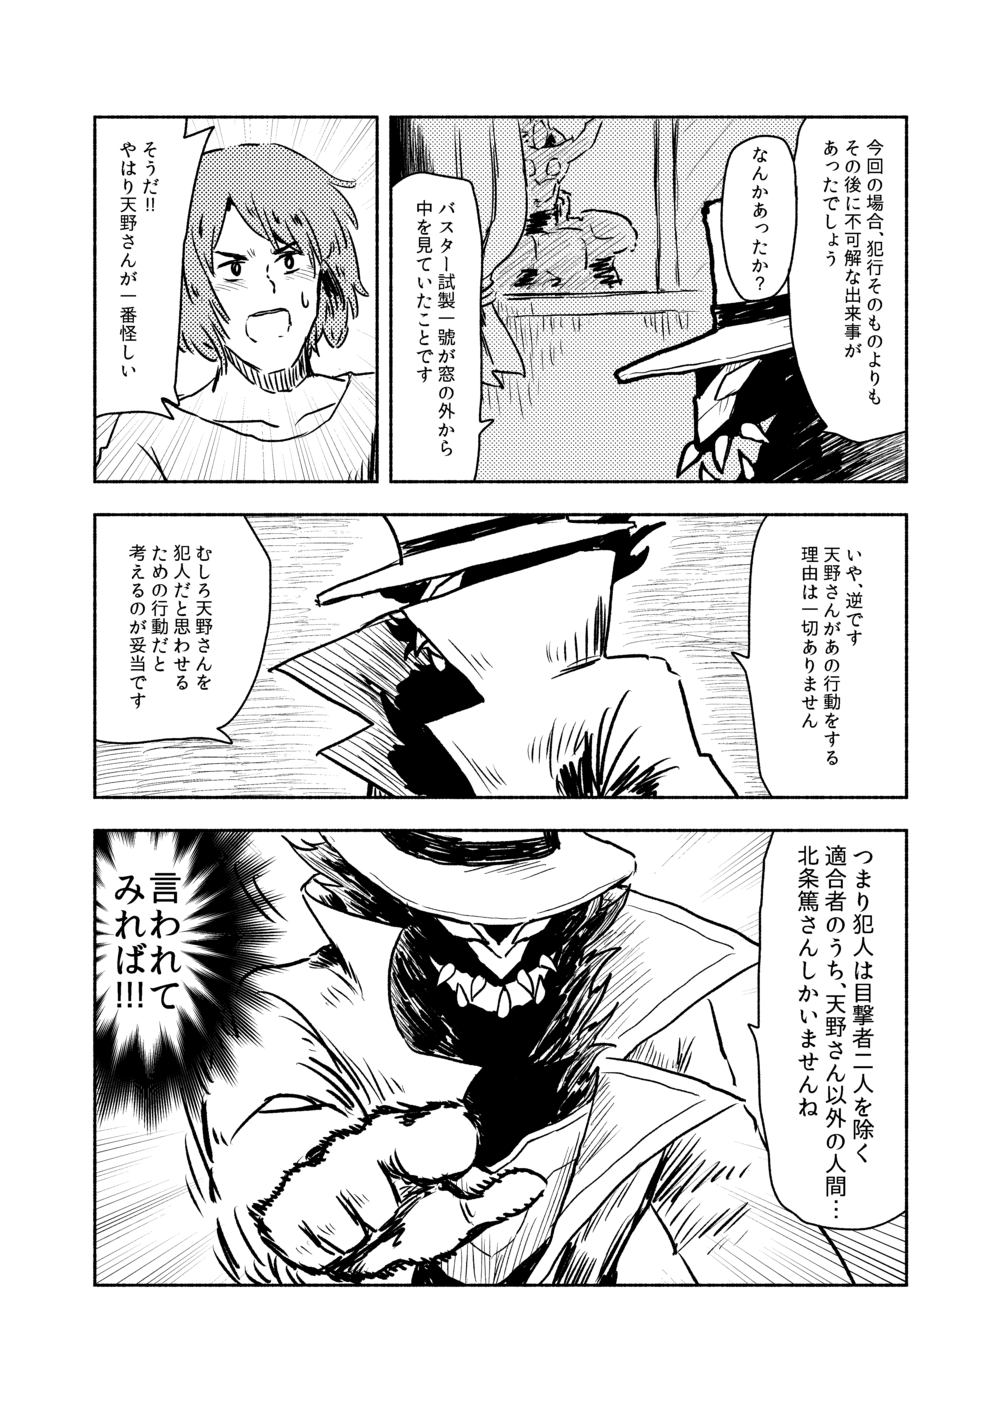 今回の場合、犯行そのものよりも
その後に不可解な出来事が
あったでしょう
なんかあったか?
バスター試製一號が窓の外から
中を見ていたことです
そうだ!!
やはり天野さんが一番怪しい
いや、逆です
天野さんがあの行動をする
理由は一切ありません
むしろ天野さんを
犯人だと思わせる
ための行動だと
考えるのが妥当です
つまり犯人は目撃者二人を除く
適合者のうち、天野さん以外の人間…
北条篤さんしかいませんね
言われて
みれば!!!